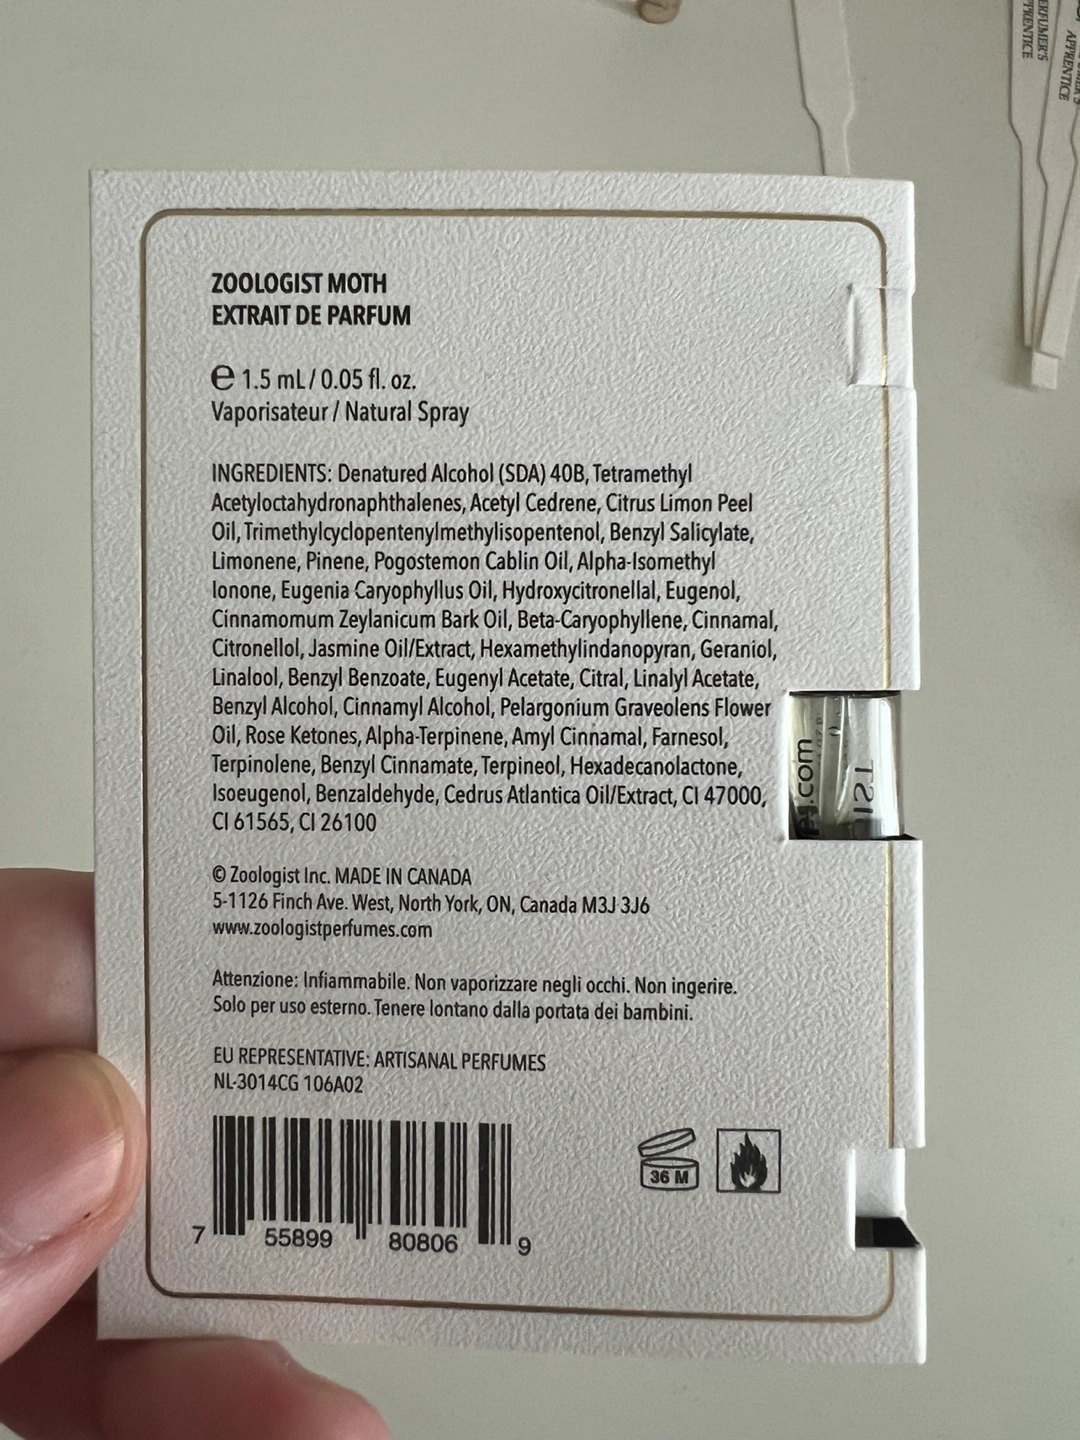 ZOOLOGIST MOTH
EXTRAIT DE PARFUM
℮ 1.5 mL / 0.05 fl. oz.
Vaporisateur / Natural Spray
INGREDIENTS: Denatured Alcohol (SDA) 40B, Tetramethyl
Acetyloctahydronaphthalenes, Acetyl Cedrene, Citrus Limon Peel
Oil, Trimethylcyclopentenylmethylisopentenol, Benzyl Salicylate,
Limonene, Pinene, Pogostemon Cablin Oil, Alpha-Isomethyl
Ionone, Eugenia Caryophyllus Oil, Hydroxycitronellal, Eugenol,
Cinnamomum Zeylanicum Bark Oil, Beta-Caryophyllene, Cinnamal,
Citronellol, Jasmine Oil/Extract, Hexamethylindanopyran, Geraniol,
Linalool, Benzyl Benzoate, Eugenyl Acetate, Citral, Linalyl Acetate,
Benzyl Alcohol, Cinnamyl Alcohol, Pelargonium Graveolens Flower
Oil, Rose Ketones, Alpha-Terpinene, Amyl Cinnamal, Farnesol,
Terpinolene, Benzyl Cinnamate, Terpineol, Hexadecanolactone,
Isoeugenol, Benzaldehyde, Cedrus Atlantica Oil/Extract, CI 47000,
CI 61565, CI 26100
© Zoologist Inc. MADE IN CANADA
5-1126 Finch Ave. West, North York, ON, Canada M3J 3J6
www.zoologistperfumes.com
Attenzione: Infiammabile. Non vaporizzare negli occhi. Non ingerire.
Solo per uso esterno. Tenere lontano dalla portata dei bambini.
EU REPRESENTATIVE: ARTISANAL PERFUMES
NL-3014CG 106A02
7 55899 80806 9
36 M
.com
APPRENTICE